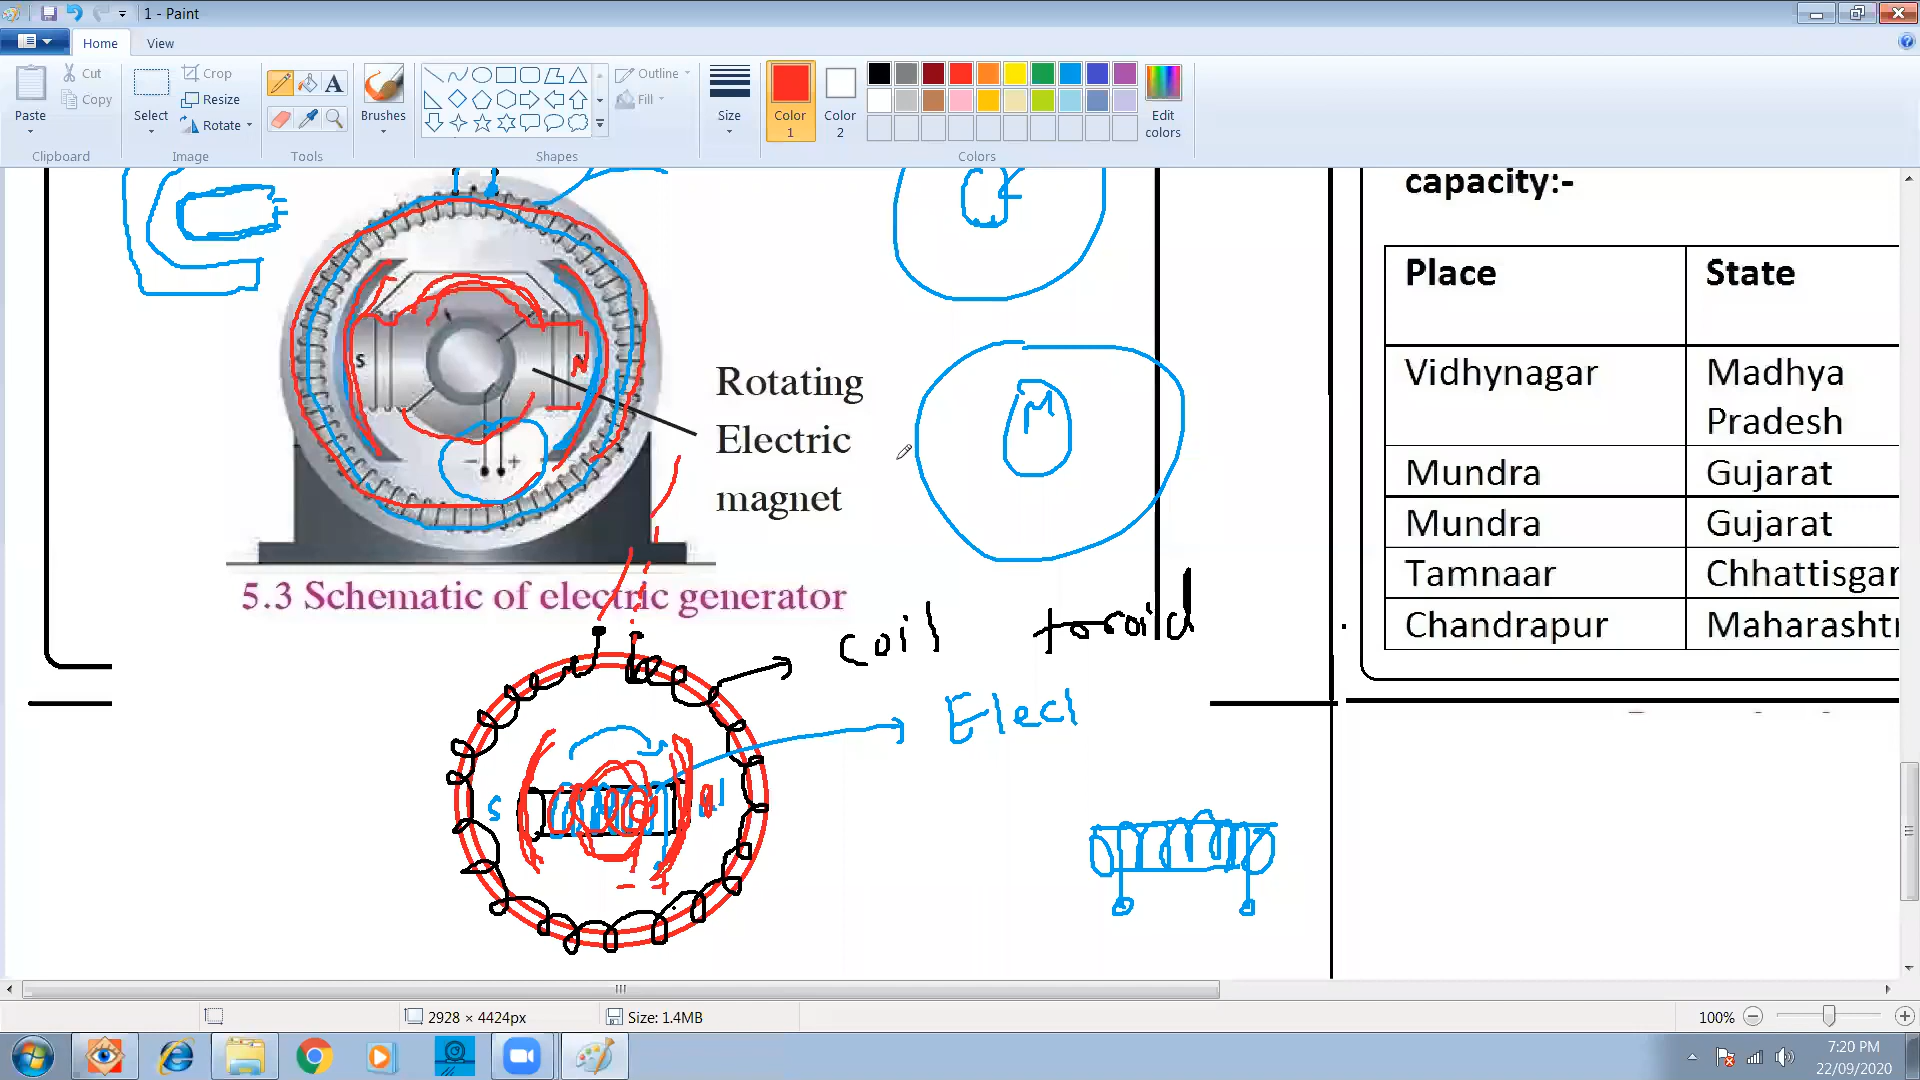 1 - Paint
Home
View
Paste
Cut
Copy
Clipboard
Select
Crop
Resize
Rotate
Image
A
Tools
Brushes
Shapes
Outline
Fill
Size
Color 1
Color 2
Edit colors
Colors
S
N
- +
Rotating
Electric
magnet
5.3 Schematic of electric generator
M
coil toroid
Elecl
S
- +
capacity:-
Place State
Vidhynagar Madhya
Pradesh
Mundra Gujarat
Mundra Gujarat
Tamnaar Chhattisgar
Chandrapur Maharashtr
2928 × 4424px
Size: 1.4MB
100%
7:20 PM
22/09/2020